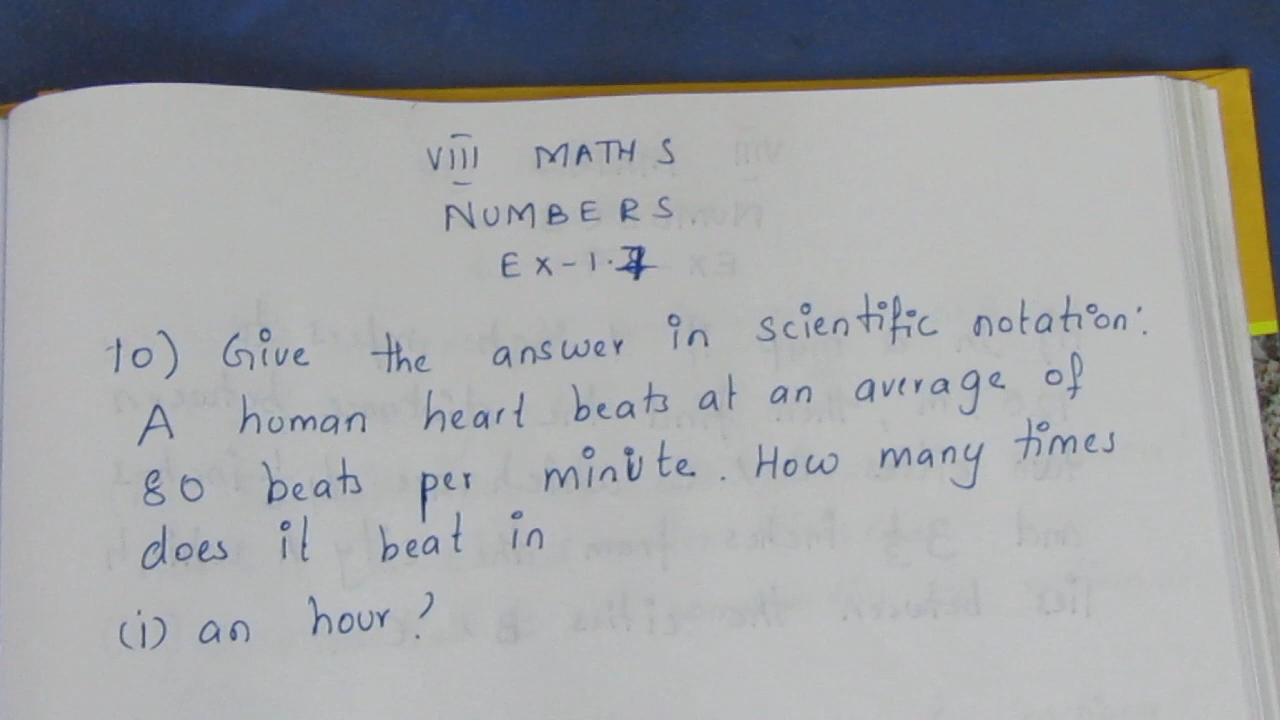 VIII MATHS
NUMBERS
EX-1.7
10) Give the answer in scientific notation:
A human heart beats at an average of
80 beats per minute. How many times
does it beat in
(i) an hour?